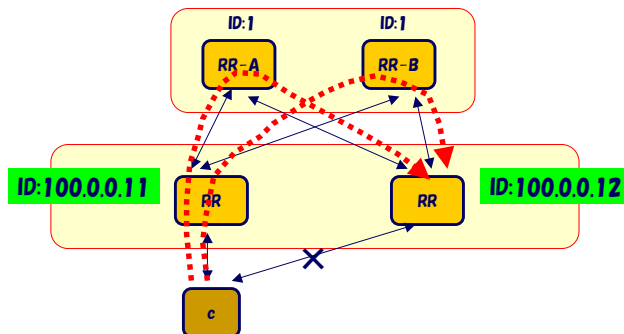 ID:1 ID:1
RR-A RR-B
ID:100.0.0.11 ID:100.0.0.12
RR RR
c